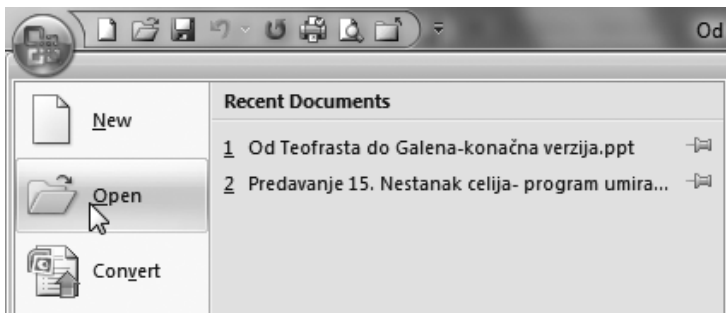 Od
New
Open
Convert
Recent Documents
1 Od Teofrasta do Galena-konačna verzija.ppt
2 Predavanje 15. Nestanak celija- program umira...